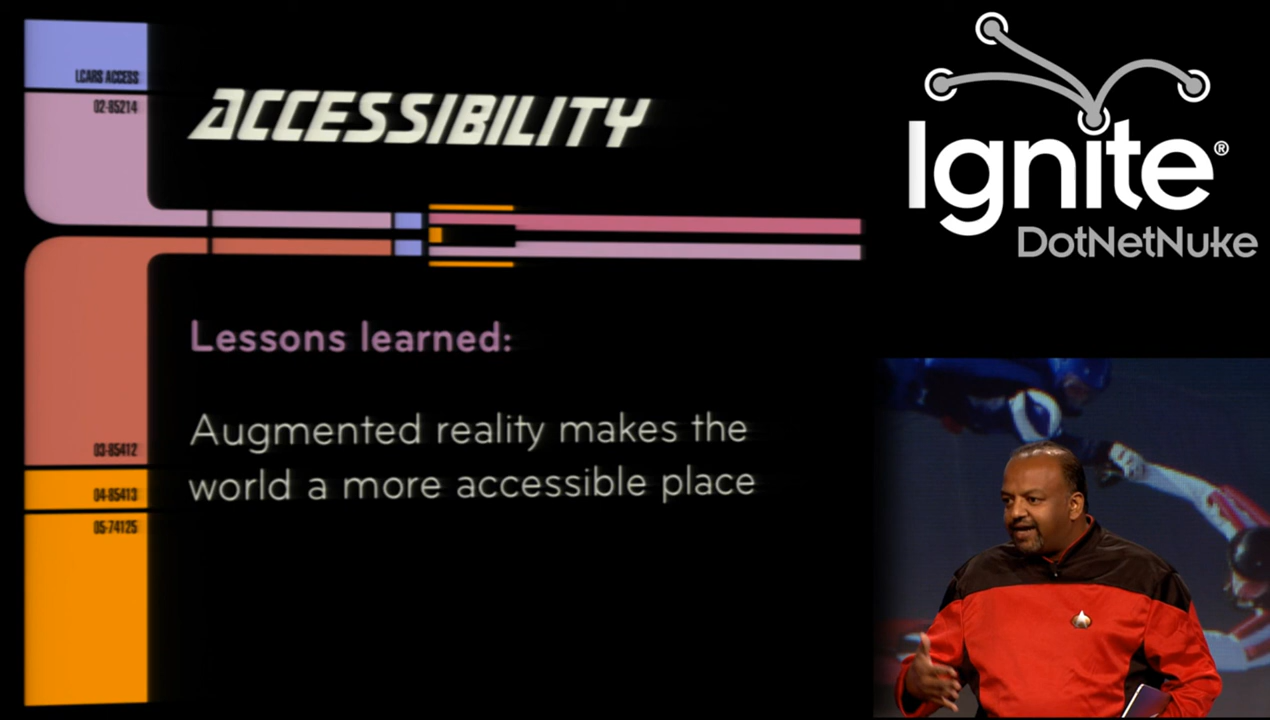 LCARS ACCESS
02-85214
ACCESSIBILITY
Lessons learned:
Augmented reality makes the
world a more accessible place
03-85412
04-85413
05-74125
Ignite®
DotNetNuke